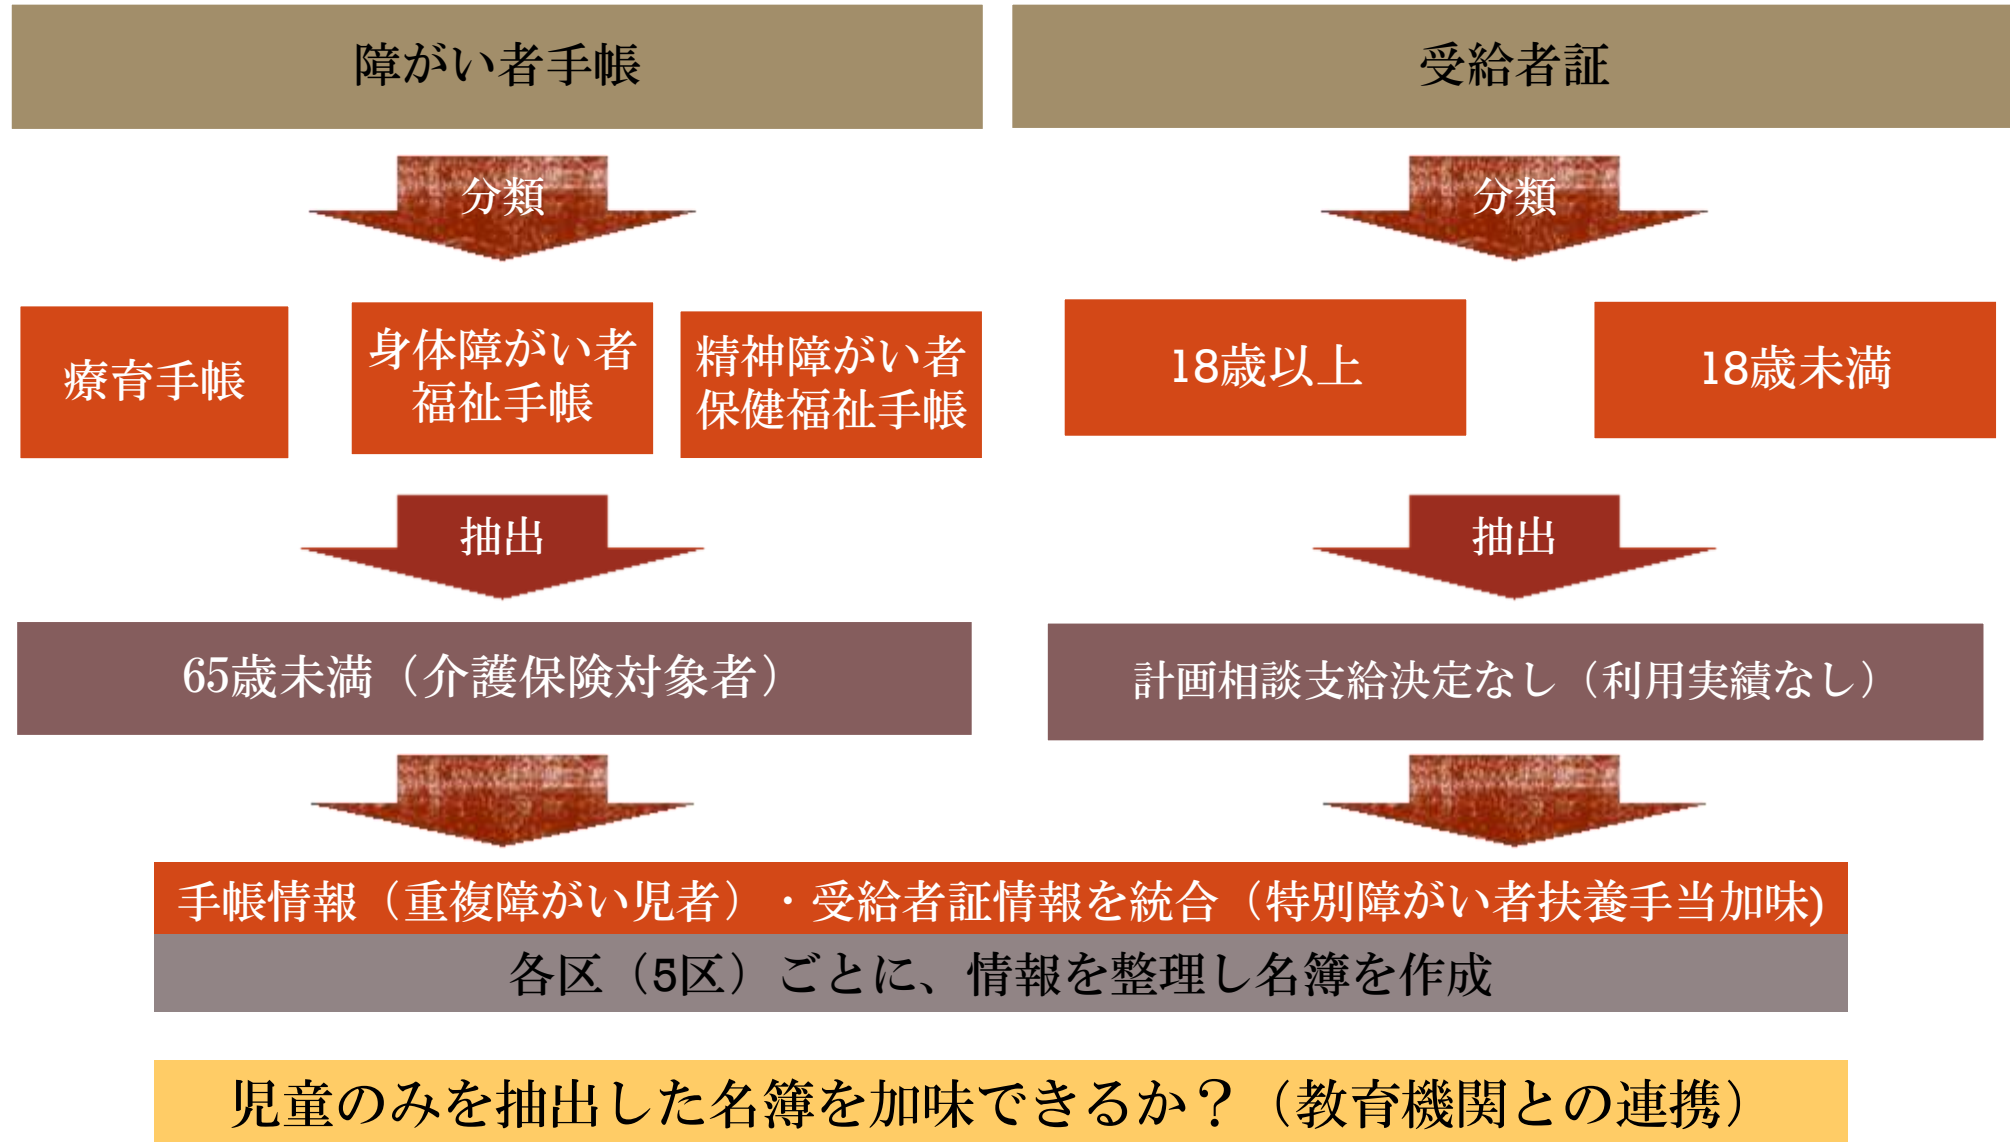 障がい者手帳
受給者証
分類
分類
療育手帳
身体障がい者
福祉手帳
精神障がい者
保健福祉手帳
18歳以上
18歳未満
抽出
抽出
65歳未満（介護保険対象者）
計画相談支給決定なし（利用実績なし）
手帳情報（重複障がい児者）・受給者証情報を統合（特別障がい者扶養手当加味)
各区（5区）ごとに、情報を整理し名簿を作成
児童のみを抽出した名簿を加味できるか？（教育機関との連携）